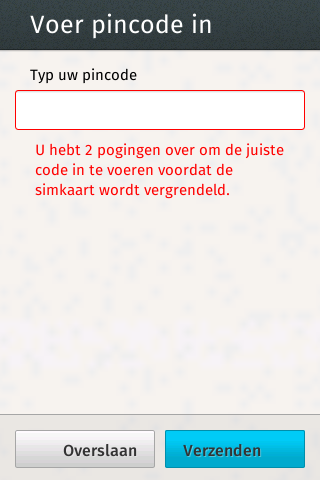 Voer pincode in
Typ uw pincode
U hebt 2 pogingen over om de juiste
code in te voeren voordat de
simkaart wordt vergrendeld.
Overslaan
Verzenden